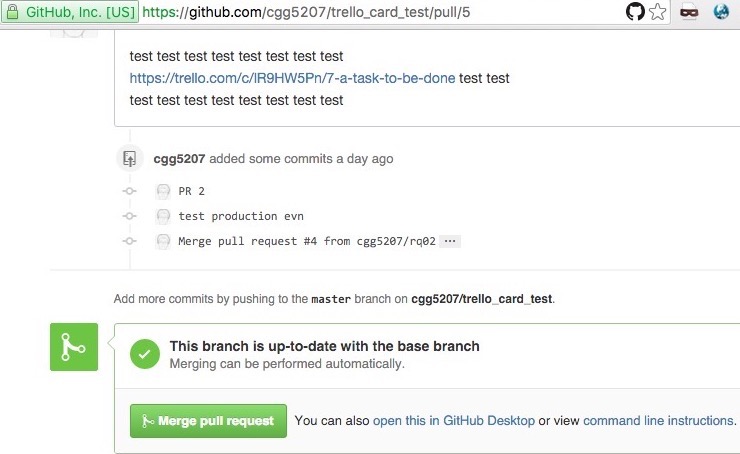 GitHub, Inc. [US] https://github.com/cgg5207/trello_card_test/pull/5
test test test test test test test test
https://trello.com/c/lR9HW5Pn/7-a-task-to-be-done test test
test test test test test test test test
cgg5207 added some commits a day ago
PR 2
test production evn
Merge pull request #4 from cgg5207/rq02 ...
Add more commits by pushing to the master branch on cgg5207/trello_card_test.
This branch is up-to-date with the base branch
Merging can be performed automatically.
Merge pull request You can also open this in GitHub Desktop or view command line instructions.